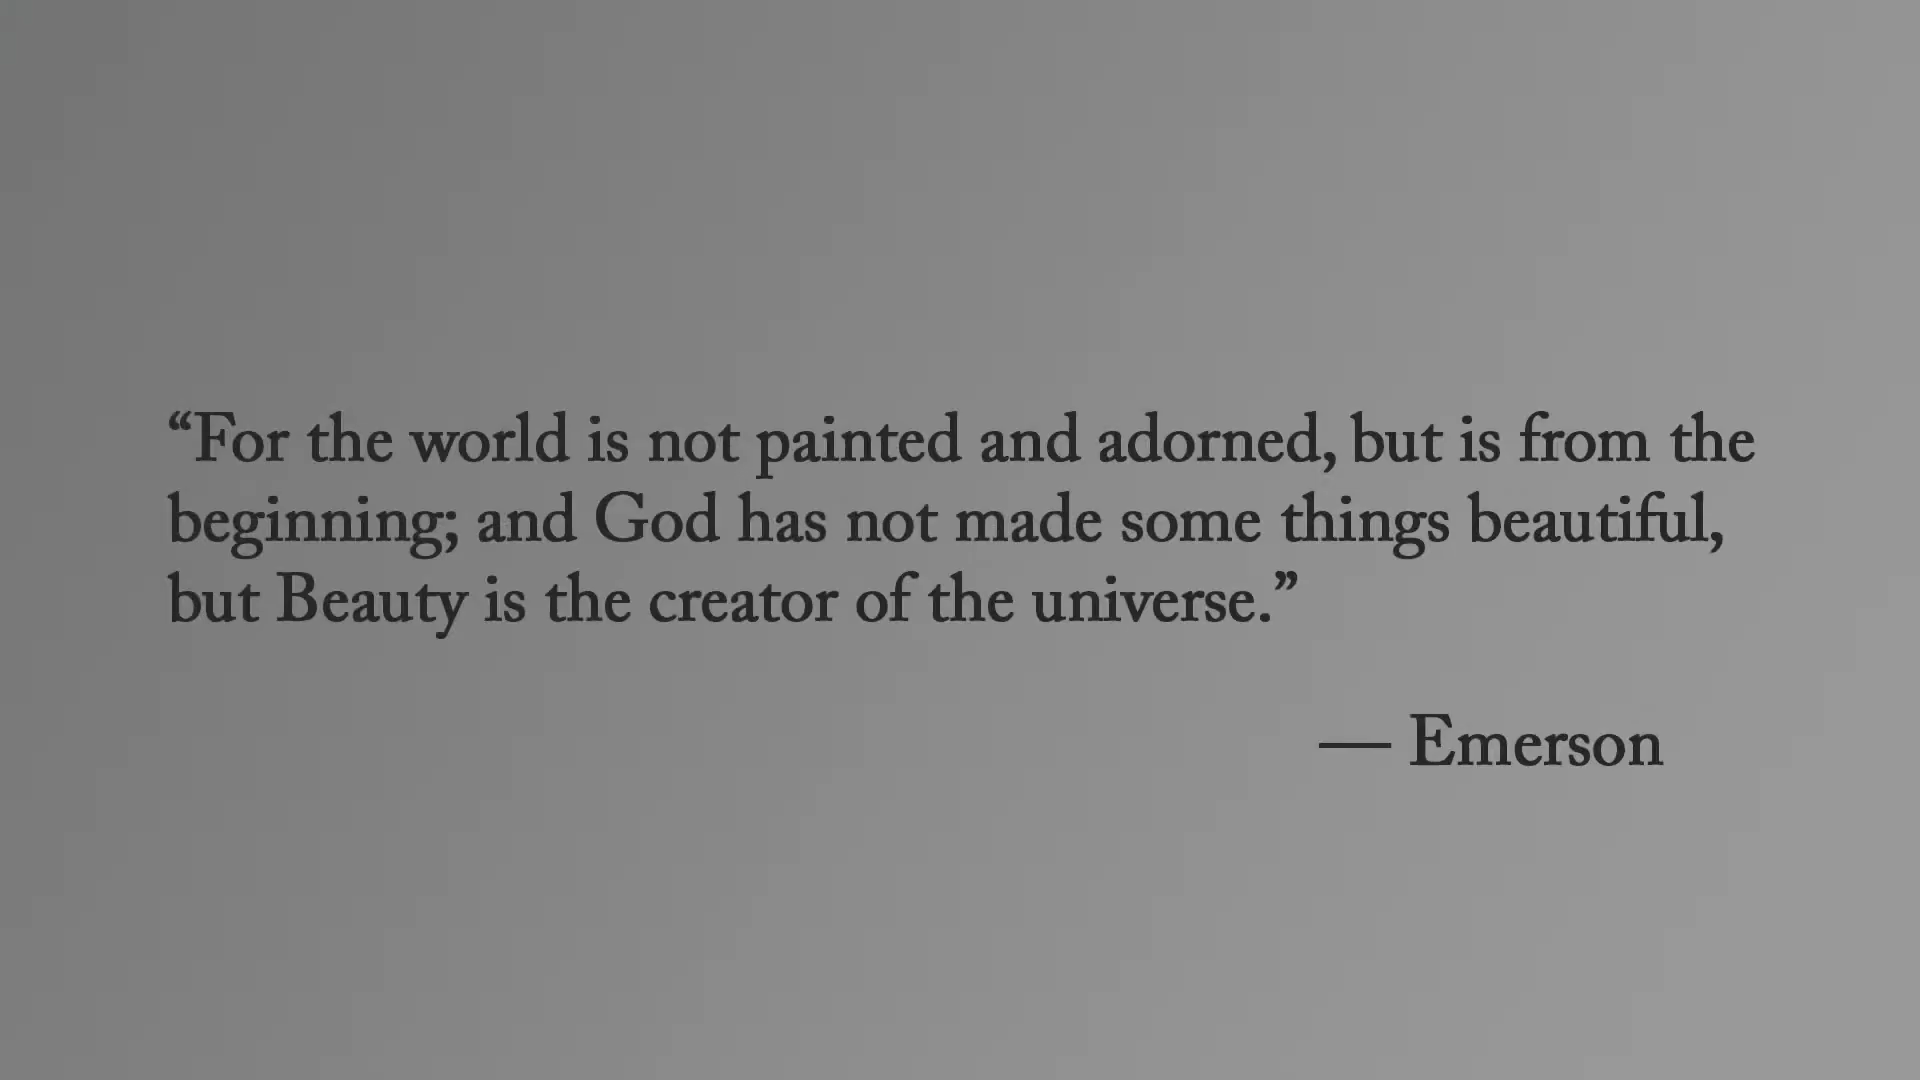 “For the world is not painted and adorned, but is from the
beginning; and God has not made some things beautiful,
but Beauty is the creator of the universe.”
— Emerson